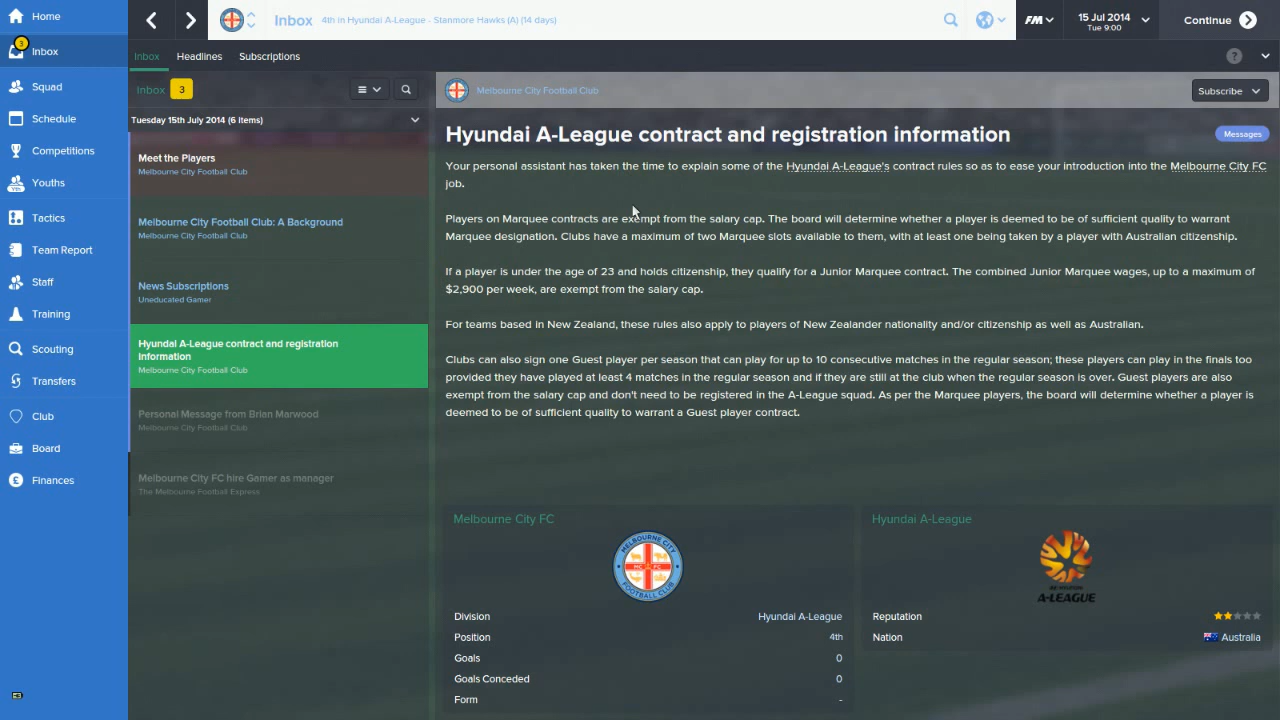 Home
Inbox
3
Squad
Schedule
Competitions
Youths
Tactics
Team Report
Staff
Training
Scouting
Transfers
Club
Board
Finances
Inbox 4th in Hyundai A-League - Stanmore Hawks (A) (14 days)
FM
15 Jul 2014
Tue 9:00
Continue
Inbox Headlines Subscriptions
?
Inbox 3
Tuesday 15th July 2014 (6 items)
Meet the Players
Melbourne City Football Club
Melbourne City Football Club: A Background
Melbourne City Football Club
News Subscriptions
Uneducated Gamer
Hyundai A-League contract and registration
information
Melbourne City Football Club
Personal Message from Brian Marwood
Melbourne City Football Club
Melbourne City FC hire Gamer as manager
The Melbourne Football Express
Melbourne City Football Club
Subscribe
Hyundai A-League contract and registration information
Messages
Your personal assistant has taken the time to explain some of the Hyundai A-League's contract rules so as to ease your introduction into the Melbourne City FC
job.
Players on Marquee contracts are exempt from the salary cap. The board will determine whether a player is deemed to be of sufficient quality to warrant
Marquee designation. Clubs have a maximum of two Marquee slots available to them, with at least one being taken by a player with Australian citizenship.
If a player is under the age of 23 and holds citizenship, they qualify for a Junior Marquee contract. The combined Junior Marquee wages, up to a maximum of
$2,900 per week, are exempt from the salary cap.
For teams based in New Zealand, these rules also apply to players of New Zealander nationality and/or citizenship as well as Australian.
Clubs can also sign one Guest player per season that can play for up to 10 consecutive matches in the regular season; these players can play in the finals too
provided they have played at least 4 matches in the regular season and if they are still at the club when the regular season is over. Guest players are also
exempt from the salary cap and don't need to be registered in the A-League squad. As per the Marquee players, the board will determine whether a player is
deemed to be of sufficient quality to warrant a Guest player contract.
Melbourne City FC
MELBOURNE CITY
MC FC
FOOTBALL CLUB
Division Hyundai A-League
Position 4th
Goals 0
Goals Conceded 0
Form -
Hyundai A-League
A-LEAGUE
Reputation
Nation Australia